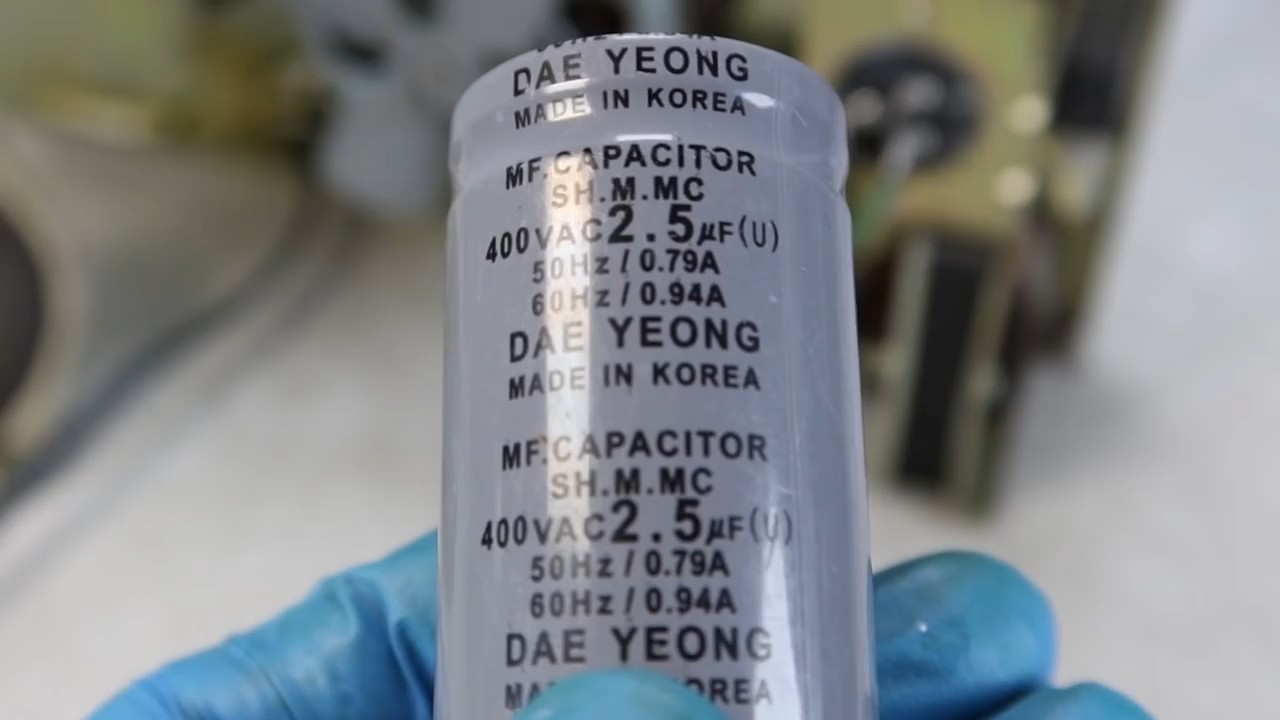 DAE YEONG
MADE IN KOREA
MF.CAPACITOR
SH.M.MC
400VAC2.5µF(U)
50Hz / 0.79A
60Hz / 0.94A
DAE YEONG
MADE IN KOREA
MF.CAPACITOR
SH.M.MC
400VAC2.5µF(U)
50Hz / 0.79A
60Hz / 0.94A
DAE YEONG